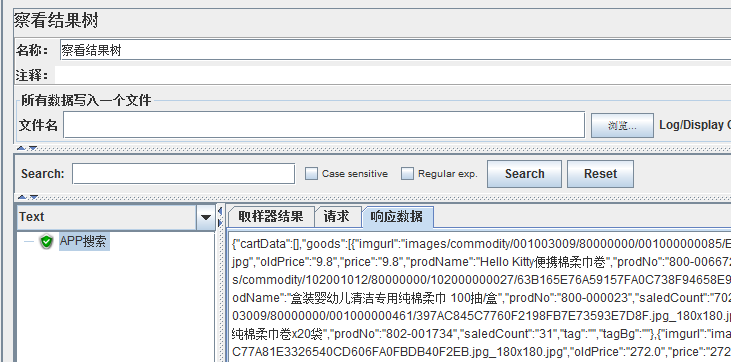 察看结果树
名称： 察看结果树
注释：
所有数据写入一个文件
文件名 浏览... Log/Display
Search: Case sensitive Regular exp. Search Reset
Text 取样器结果 请求 响应数据
APP搜索
{"cartData":[],"goods":[{"imgurl":"images/commodity/001003009/80000000/001000000085/E
jpg","oldPrice":"9.8","price":"9.8","prodName":"Hello Kitty便携棉柔巾卷","prodNo":"800-006672
s/commodity/102001012/80000000/102000000027/63B165E76A59157FA0C738F94658E9
odName":"盒装婴幼儿清洁专用纯棉柔巾 100抽/盒","prodNo":"800-000023","saledCount":"702
03009/80000000/001000000461/397AC845C7760F2198FB7E73593E7D8F.jpg_180x180.jp
纯棉柔巾卷x20袋","prodNo":"802-001734","saledCount":"31","tag":"","tagBg":""},{"imgurl":"ima
C77A81E3326540CD606FA0FBDB40F2EB.jpg_180x180.jpg","oldPrice":"272.0","price":"272